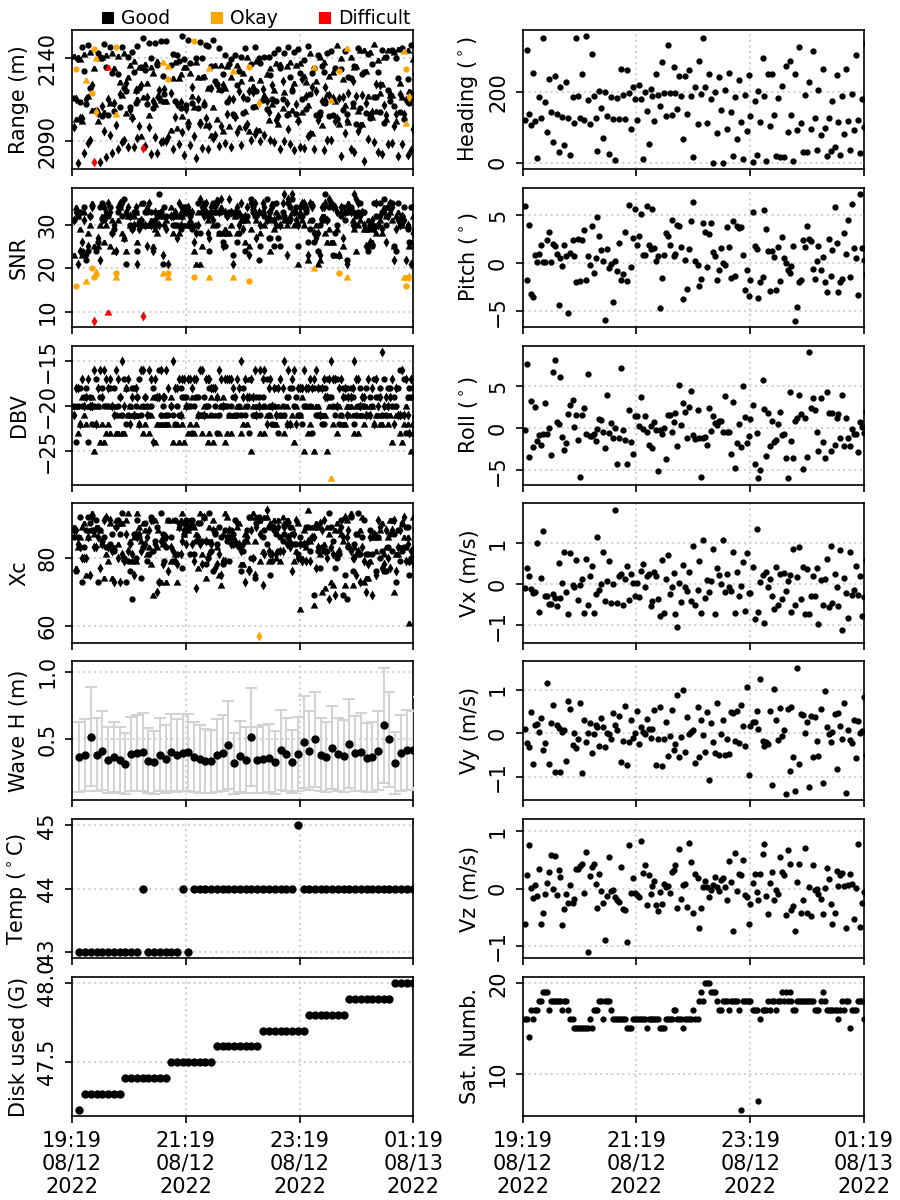 Good Okay Difficult
Range (m)
2140
2090
Heading (°)
200
0
SNR
30
20
10
Pitch (°)
5
0
−5
DBV
−15
−20
−25
Roll (°)
5
0
−5
Xc
80
60
Vx (m/s)
1
0
−1
Wave H (m)
1.0
0.5
Vy (m/s)
1
0
−1
Temp (°C)
45
44
43
Vz (m/s)
1
0
−1
Disk used (G)
48.0
47.5
Sat. Numb.
20
10
19:19 21:19 23:19 01:19
08/12 08/12 08/12 08/13
2022 2022 2022 2022
19:19 21:19 23:19 01:19
08/12 08/12 08/12 08/13
2022 2022 2022 2022